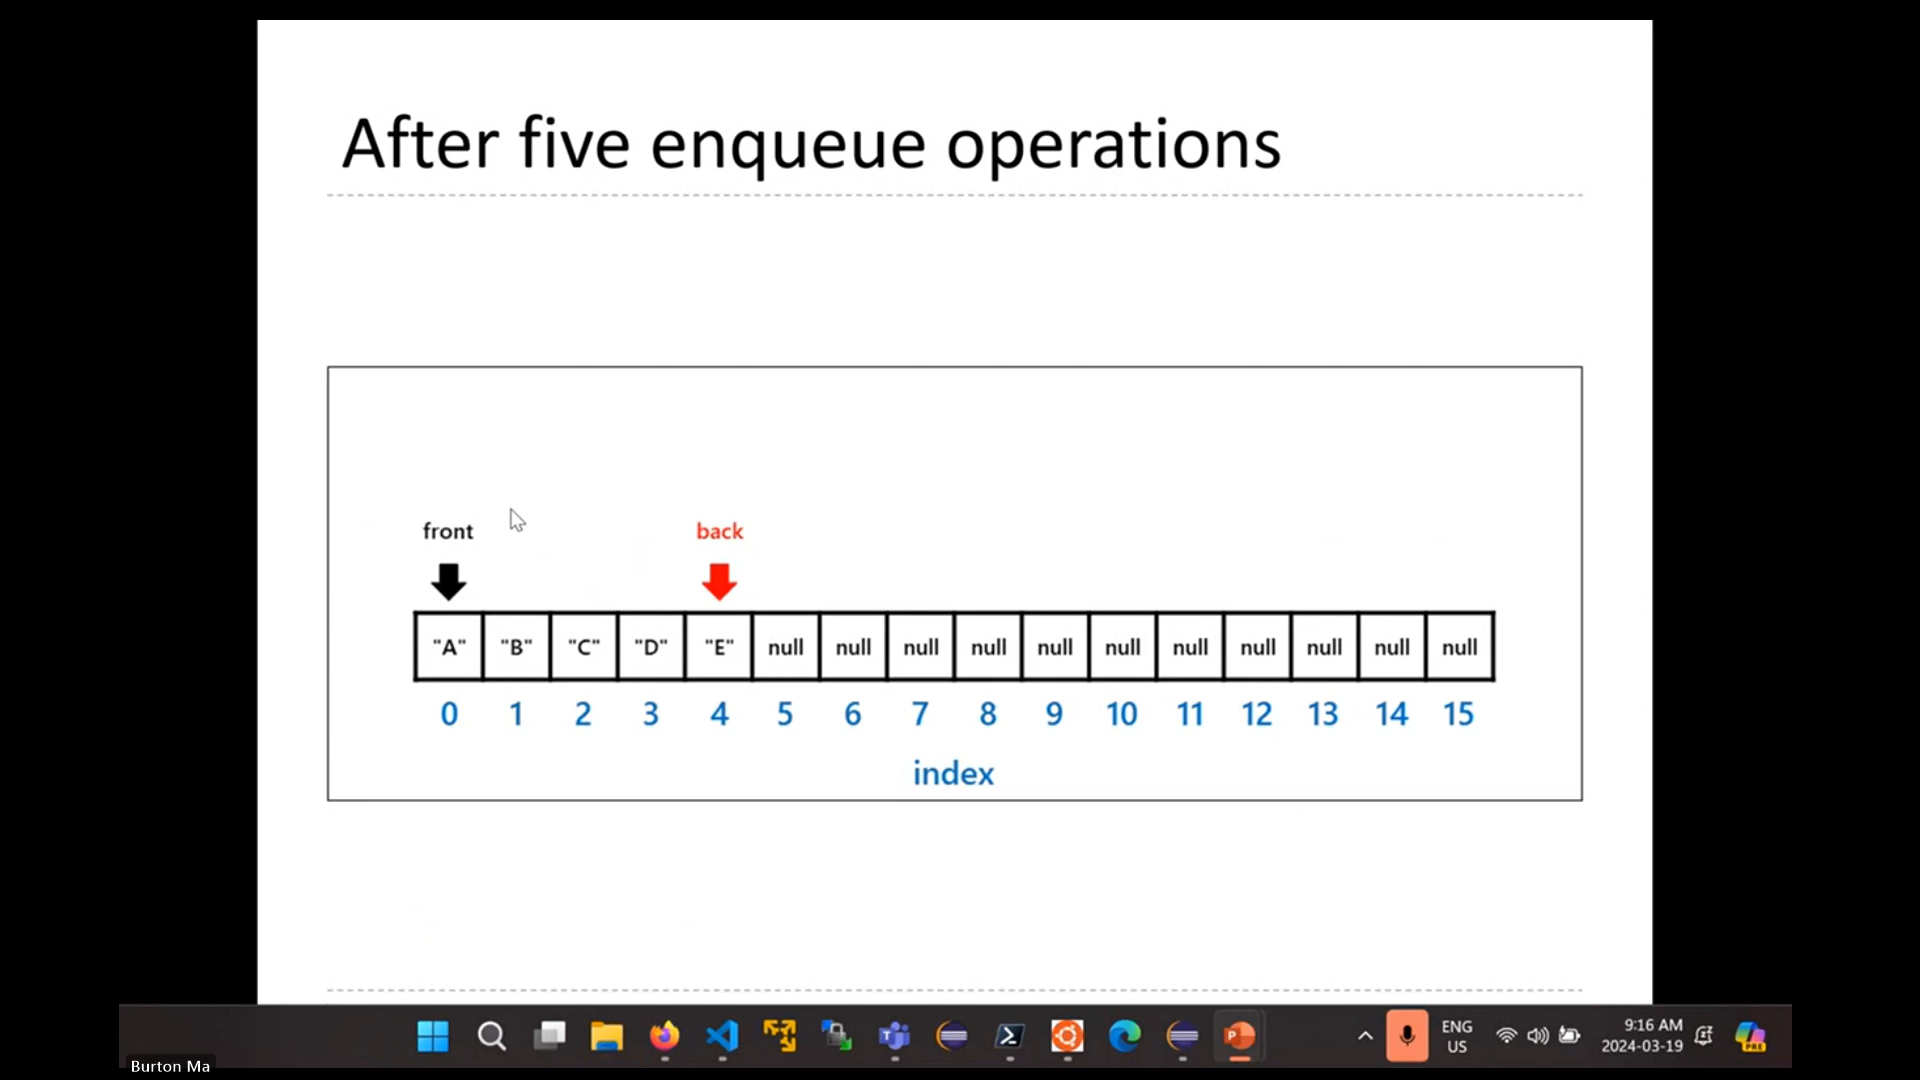 After five enqueue operations
front back
"A" "B" "C" "D" "E" null null null null null null null null null null null
0 1 2 3 4 5 6 7 8 9 10 11 12 13 14 15
index
ENG
US
9:16 AM
2024-03-19
PRE
Burton Ma